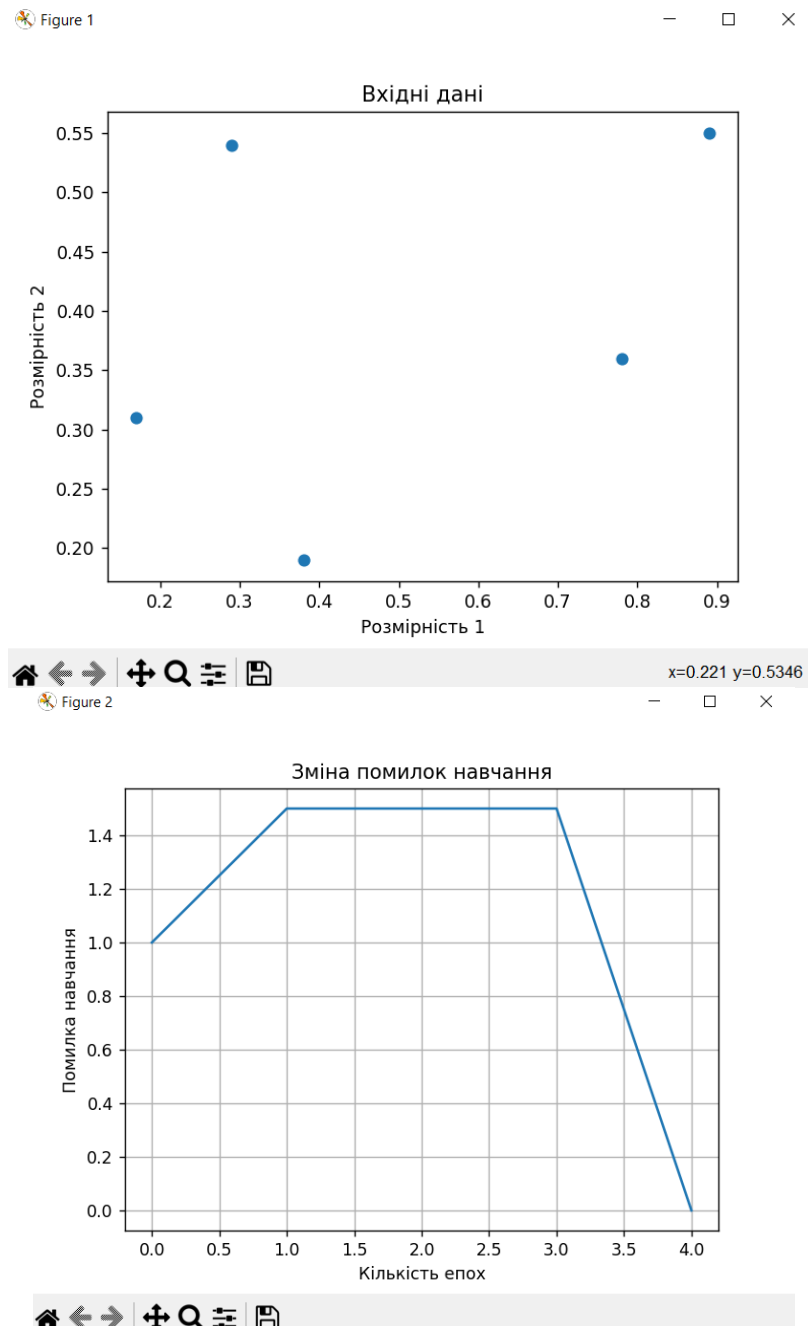 Figure 1
Вхідні дані
0.55
0.50
0.45
0.40
0.35
0.30
0.25
0.20
Розмірність 2
0.2 0.3 0.4 0.5 0.6 0.7 0.8 0.9
Розмірність 1
x=0.221 y=0.5346
Figure 2
Зміна помилок навчання
1.4
1.2
1.0
0.8
0.6
0.4
0.2
0.0
Помилка навчання
0.0 0.5 1.0 1.5 2.0 2.5 3.0 3.5 4.0
Кількість епох